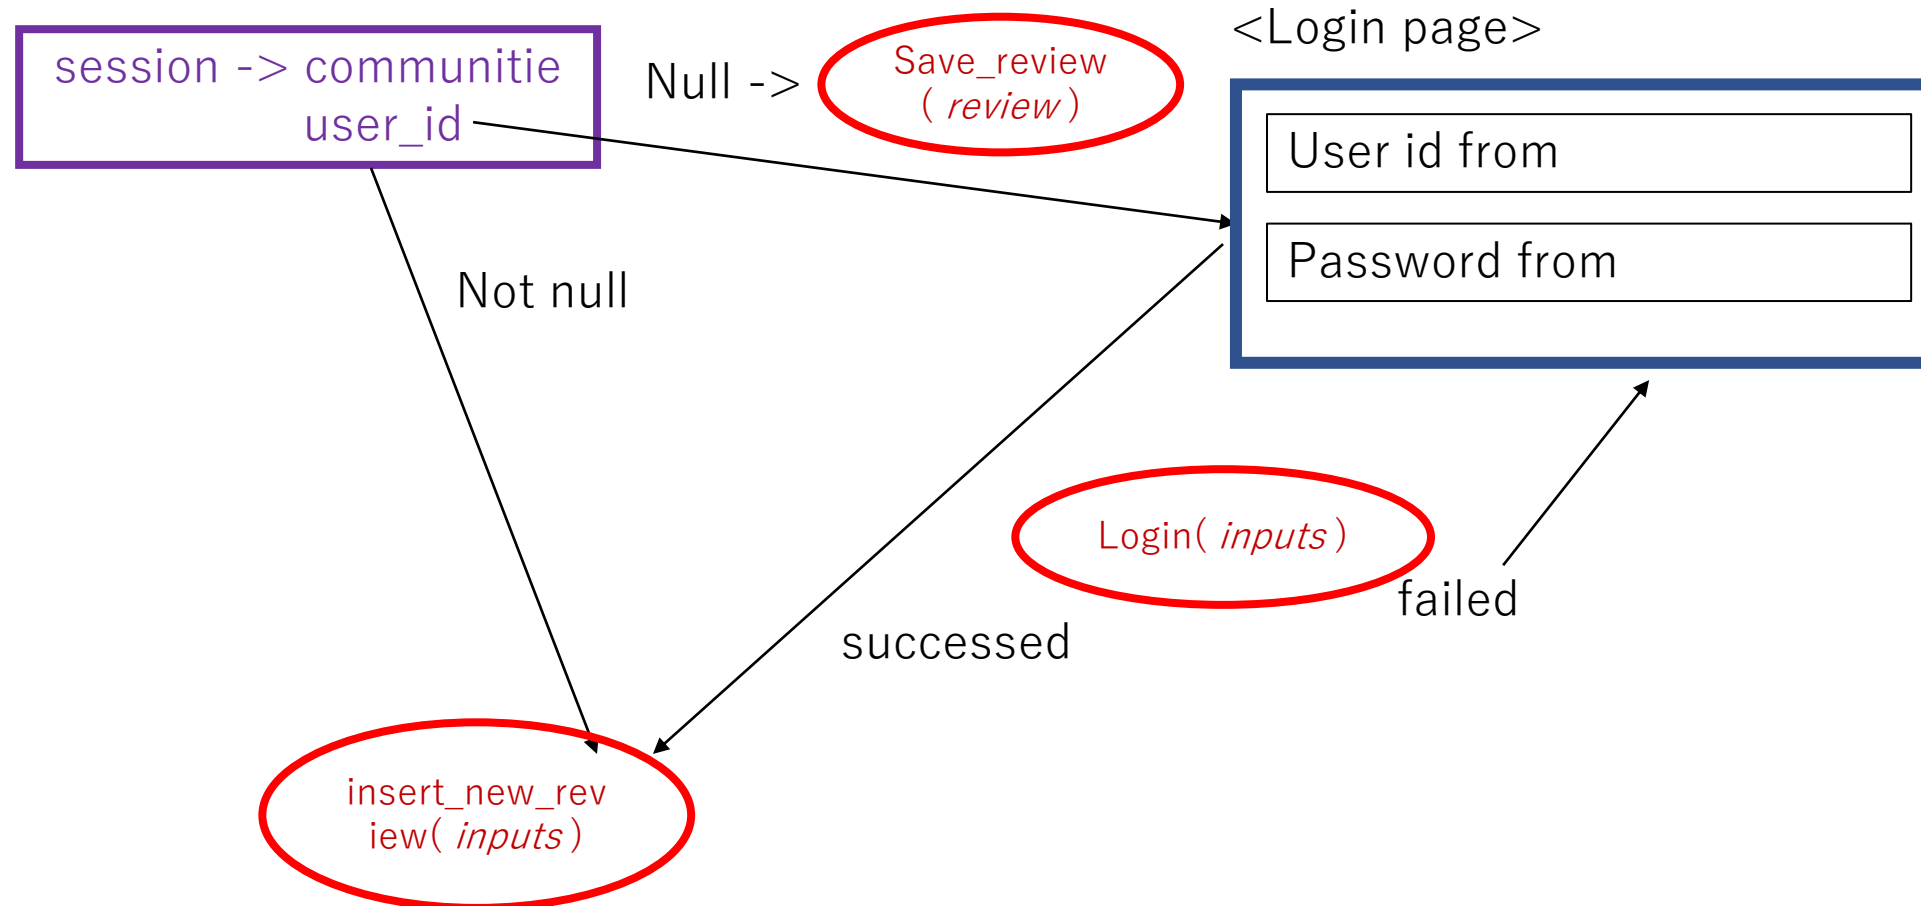 session -> communitie
user_id
Null ->
Save_review
( review )
<Login page>
User id from
Password from
Not null
Login( inputs )
failed
successed
insert_new_rev
iew( inputs )